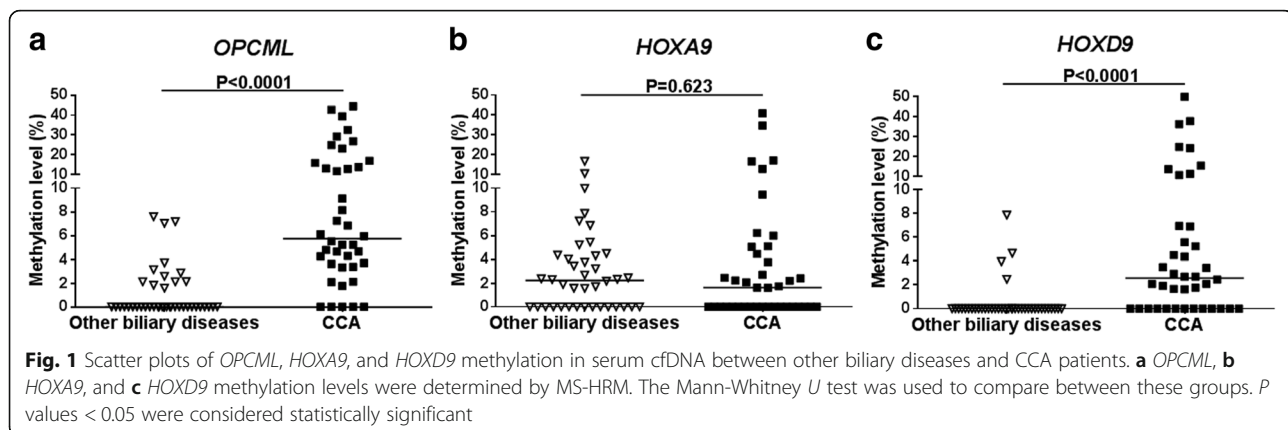 a
OPCML
P<0.0001
Methylation level (%)
50
40
30
20
10
10
8
6
4
2
0
Other biliary diseases
CCA
b
HOXA9
P=0.623
Methylation level (%)
50
40
30
20
10
10
8
6
4
2
0
Other biliary diseases
CCA
c
HOXD9
P<0.0001
Methylation level (%)
50
40
30
20
10
10
8
6
4
2
0
Other biliary diseases
CCA
Fig. 1 Scatter plots of OPCML, HOXA9, and HOXD9 methylation in serum cfDNA between other biliary diseases and CCA patients. a OPCML, b
HOXA9, and c HOXD9 methylation levels were determined by MS-HRM. The Mann-Whitney U test was used to compare between these groups. P
values < 0.05 were considered statistically significant